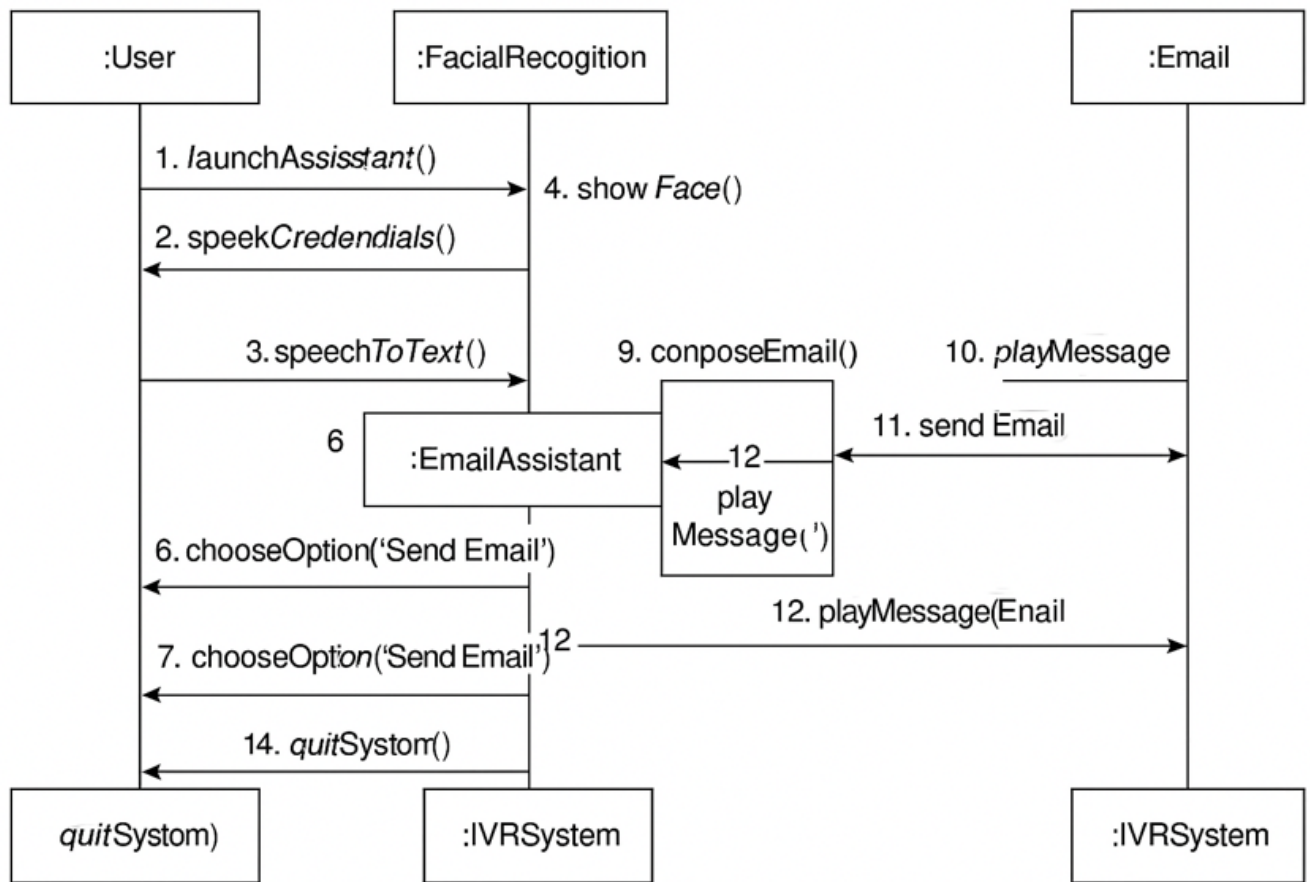 :User
:FacialRecogition
:Email
1. launchAssisstant()
4. show Face()
2. speekCredendials()
3. speechToText()
9. conposeEmail()
10. playMessage
11. send Email
6
:EmailAssistant
12
play
Message(')
6. chooseOption(‘Send Email’)
12. playMessage(Enail
7. chooseOption(‘Send Email’)
12
14. quitSystom()
quitSystom)
:IVRSystem
:IVRSystem